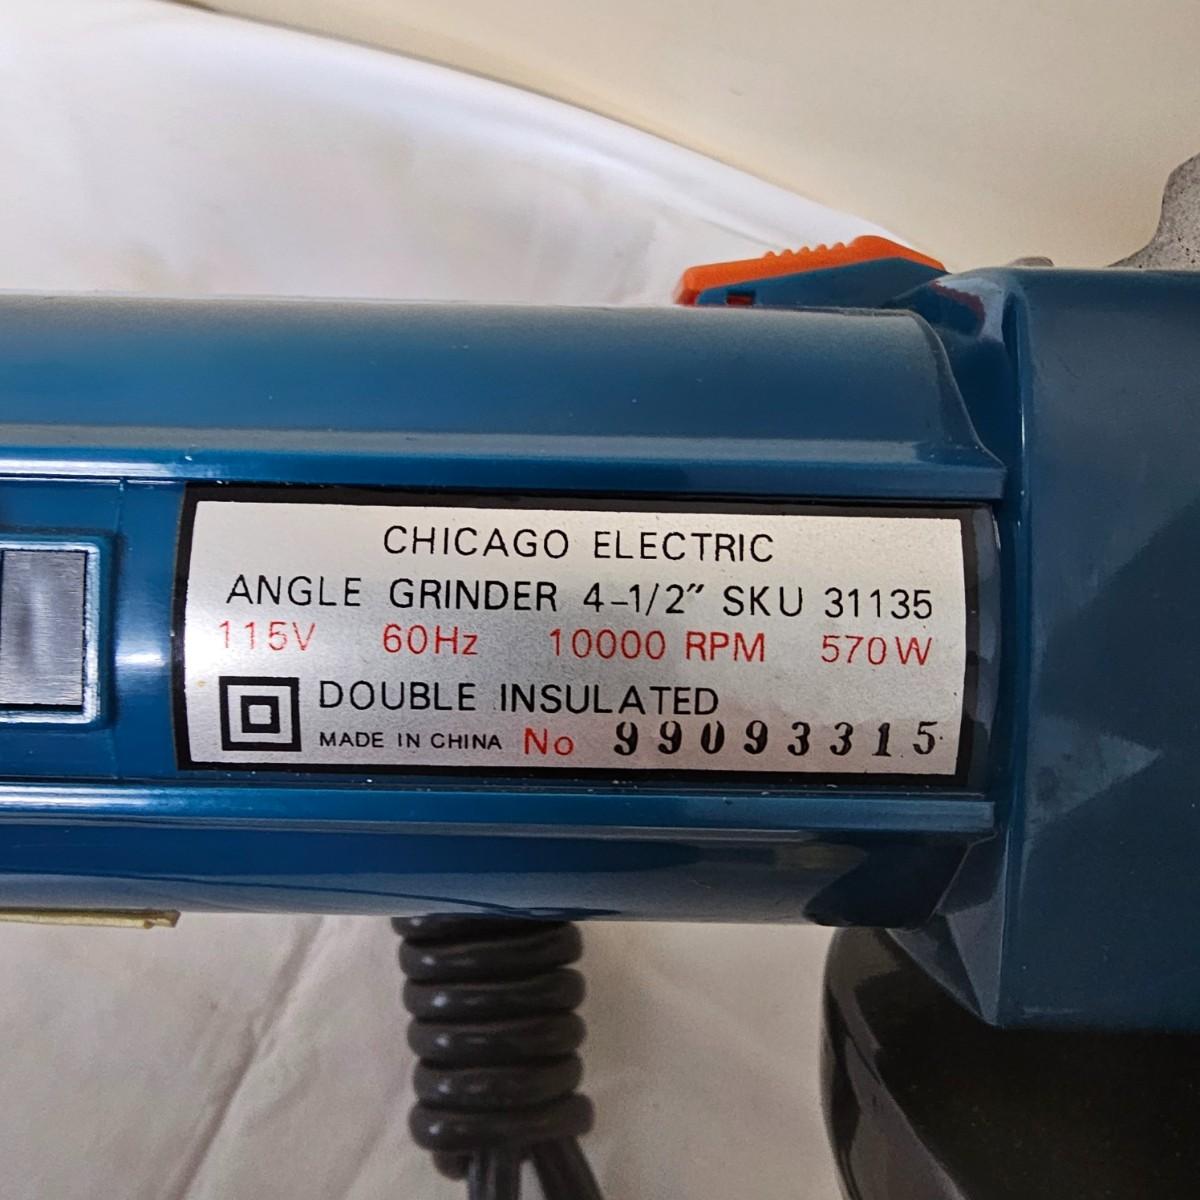 CHICAGO ELECTRIC
ANGLE GRINDER 4-1/2" SKU 31135
115V 60Hz 10000 RPM 570W
DOUBLE INSULATED
MADE IN CHINA No 99093315